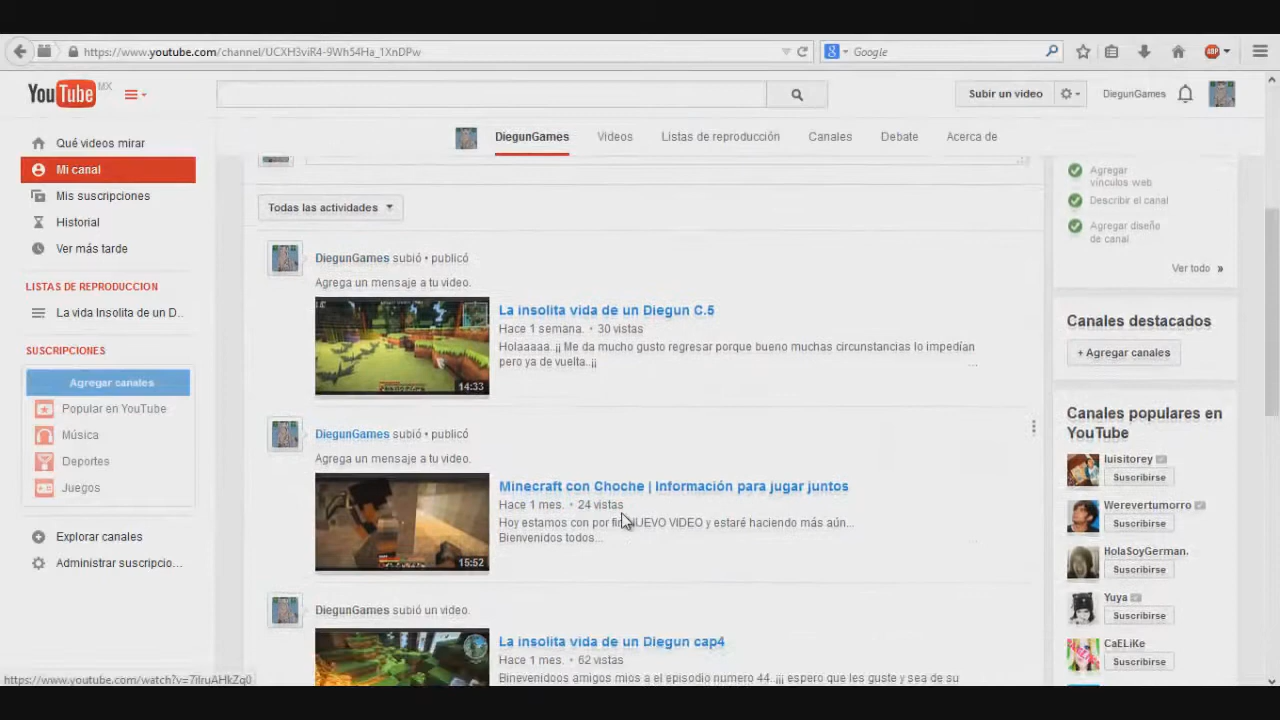 https://www.youtube.com/channel/UCXH3viR4-9Wh54Ha_1XnDPw
Google
ABP
YouTube MX
Subir un video
DiegunGames
DiegunGames
Videos
Listas de reproducción
Canales
Debate
Acerca de
Qué videos mirar
Mi canal
Mis suscripciones
Historial
Ver más tarde
LISTAS DE REPRODUCCION
La vida Insolita de un D...
SUSCRIPCIONES
Agregar canales
Popular en YouTube
Música
Deportes
Juegos
Explorar canales
Administrar suscripcio...
Todas las actividades
DiegunGames subió • publicó
Agrega un mensaje a tu video.
14:33
La insolita vida de un Diegun C.5
Hace 1 semana. • 30 vistas
Holaaaaa..¡¡ Me da mucho gusto regresar porque bueno muchas circunstancias lo impedían
pero ya de vuelta..¡¡
...
DiegunGames subió • publicó
Agrega un mensaje a tu video.
15:52
Minecraft con Choche | Información para jugar juntos
Hace 1 mes. • 24 vistas
Hoy estamos con por fin NUEVO VIDEO y estaré haciendo más aún...
Bienvenidos todos...
DiegunGames subió un video.
La insolita vida de un Diegun cap4
Hace 1 mes. • 62 vistas
Binevenidoos amigos mios a el episodio numero 44..¡¡¡ espero que les guste y sea de su
Agregar
vínculos web
Describir el canal
Agregar diseño
de canal
Ver todo »
Canales destacados
+ Agregar canales
Canales populares en
YouTube
luisitorey
Suscribirse
Werevertumorro
Suscribirse
HolaSoyGerman.
Suscribirse
Yuya
Suscribirse
CaELiKe
Suscribirse